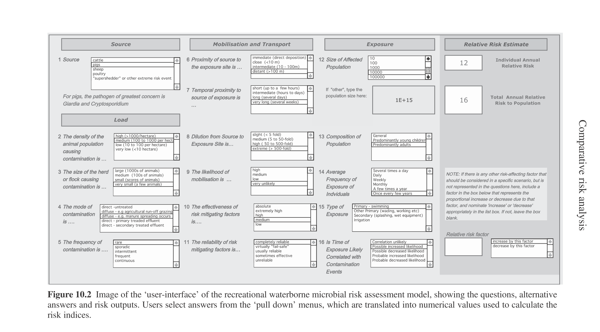 Source
1 Source
cattle
pigs
sheep
poultry
"supershedder" or other extreme risk event
For pigs, the pathogen of greatest concern is
Giardia and Cryptosporidium
Load
2 The density of the
animal population
causing
contamination is ...
high (>1000/hectare)
medium (100 to 1000 per hect
low (10 to 100 per hectare)
very low (<10 hectare)
3 The size of the herd
or flock causing
contamination is ...
large (1000s of animals)
medium (100s of animals)
small (scores of animals)
very small (a few animals)
4 The mode of
contamination
is ....
direct -untreated
diffuse - e.g agricultural run-off grazing
diffuse - e.g. manure spreading occurs
direct - primary treated effluent
direct - secondary treated effluent
5 The frequency of
contamination is ....
rare
sporadic
intermittent
frequent
continuous
Mobilisation and Transport
6 Proximity of source to
the exposure site is ....
immediate (direct deposition)
close (<10 m)
intermediate (10 - 100m)
distant (>100 m)
7 Temporal proximity to
source of exposure is
...
short (up to a few hours)
intermediate (hours to days)
long (several days)
very long (several weeks)
8 Dilution from Source to
Exposure Site is...
slight (< 5 fold)
medium (5 to 50 fold)
high ( 50 to 500 fold)
extreme (> 500 fold)
9 The likelihood of
mobilisation ....
high
medium
low
very unlikely
10 The effectiveness of
risk mitigating factors
is ....
absolute
extremely high
high
medium
low
11 The reliability of risk
mitigating factors is...
completely reliable
virtually "fail-safe"
usually reliable
sometimes effective
unreliable
Exposure
12 Size of Affected
Population
10
100
1000
10000
100000
If "other", type the
population size here:
1E+15
13 Composition of
Population
General
Predominantly young children
Predominantly adults
14 Average
Frequency of
Exposure of
Individuals
Several times a day
Daily
Weekly
Monthly
A few times a year
Once every few years
15 Type of
Exposure
Primary - swimming
Other Primary (wading, working etc)
Secondary (splashing, wet equipment)
Irrigation
16 Is Time of
Exposure Likely
Correlated with
Contamination
Events
Correlation unlikely
Possible increased likelihood
Possible decreased likelihood
Probable increased likelihood
Probable decreased likelihood
Relative Risk Estimate
12
Individual Annual
Relative Risk
16
Total Annual Relative
Risk to Population
NOTE: If there is any other risk-affecting factor that
should be considered in a specific scenario, but is
not represented in the questions here, include a
factor in the box below that represents the
proportional increase or decrease due to that
factor, and nominate 'increase' or 'decrease'
appropriately in the list box. If not, leave the box
blank.
Relative risk factor
increase by this factor
decrease by this factor
Comparative risk analysis
Figure 10.2 Image of the 'user-interface' of the recreational waterborne microbial risk assessment model, showing the questions, alternative
answers and risk outputs. Users select answers from the 'pull down' menus, which are translated into numerical values used to calculate the
risk indices.